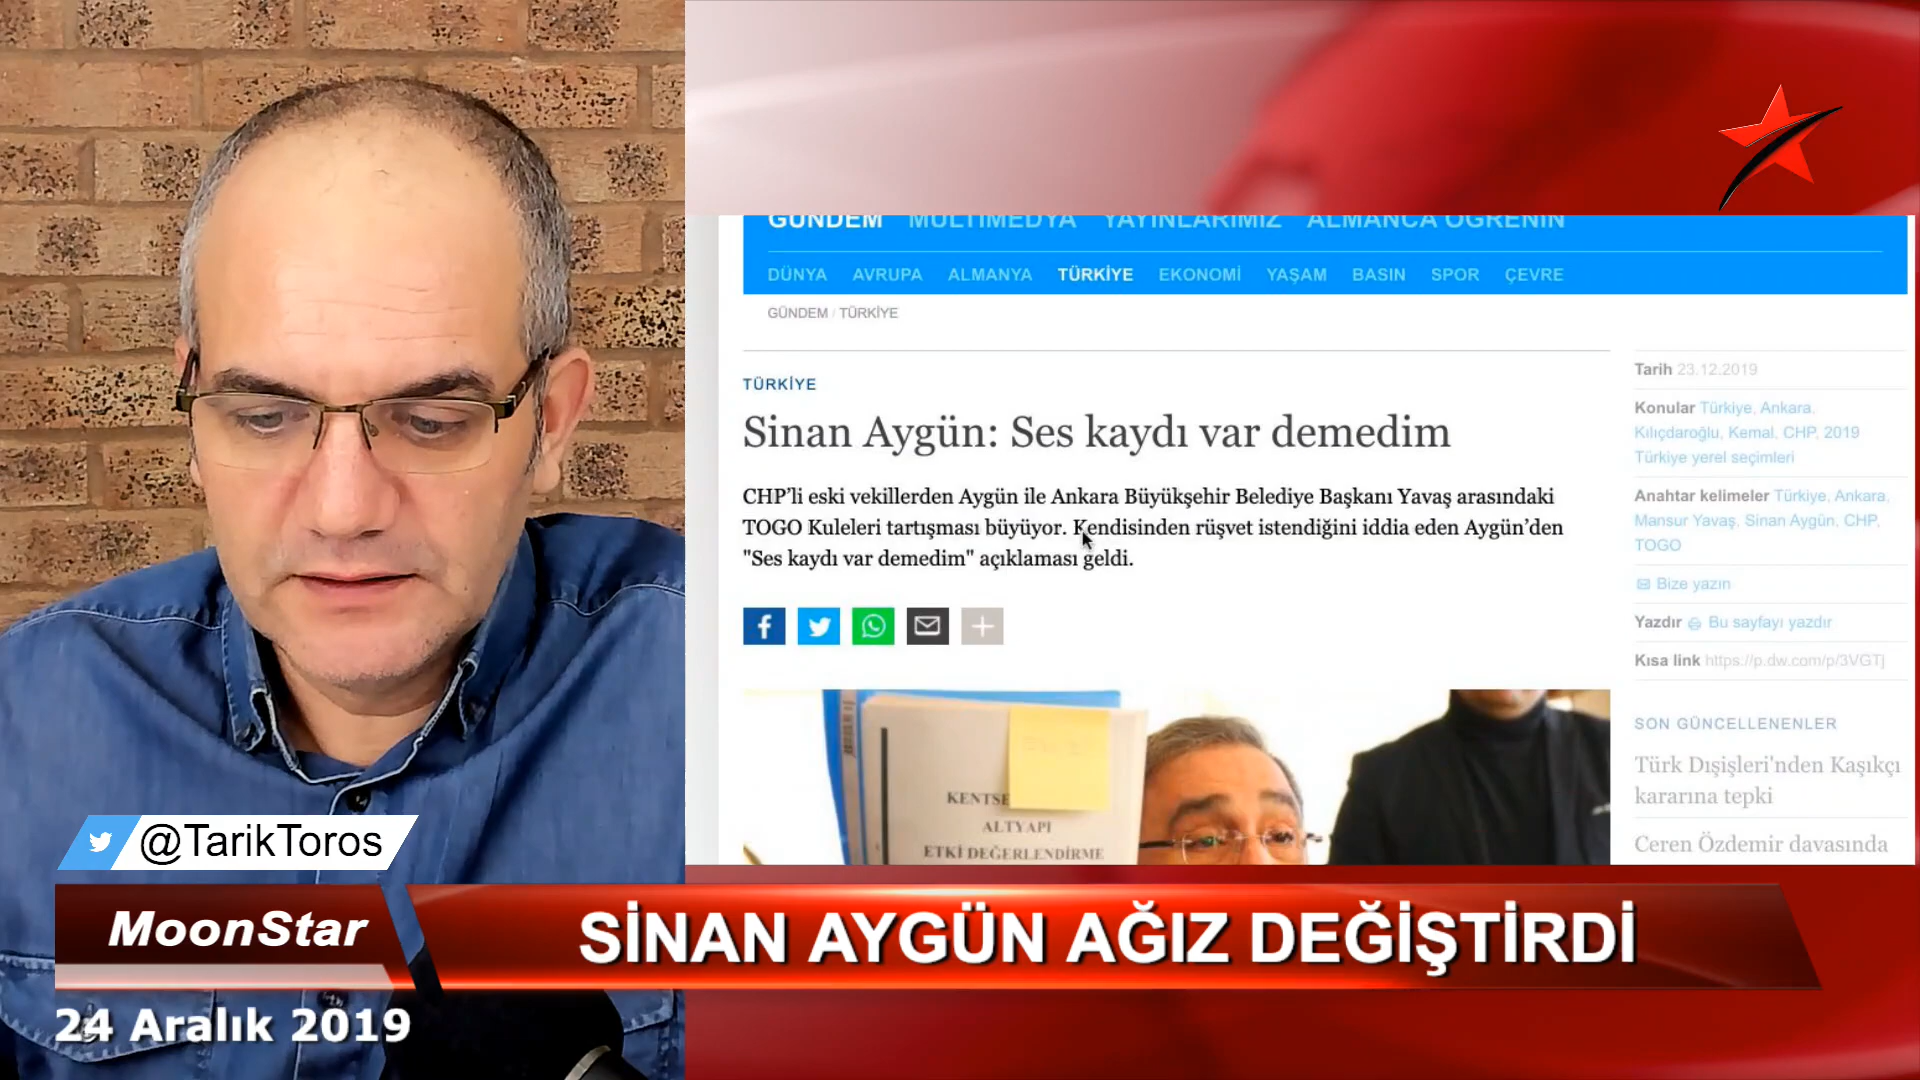 GÜNDEM MULTİMEDYA YAYINLARIMIZ ALMANCA ÖĞRENİN
DÜNYA AVRUPA ALMANYA TÜRKİYE EKONOMİ YAŞAM BASIN SPOR ÇEVRE
GÜNDEM / TÜRKİYE
TÜRKİYE
Sinan Aygün: Ses kaydı var demedim
CHP'li eski vekillerden Aygün ile Ankara Büyükşehir Belediye Başkanı Yavaş arasındaki
TOGO Kuleleri tartışması büyüyor. Kendisinden rüşvet istendiğini iddia eden Aygün'den
"Ses kaydı var demedim" açıklaması geldi.
Tarih 23.12.2019
Konular Türkiye, Ankara,
Kılıçdaroğlu, Kemal, CHP, 2019
Türkiye yerel seçimleri
Anahtar kelimeler Türkiye, Ankara,
Mansur Yavaş, Sinan Aygün, CHP,
TOGO
Bize yazın
Yazdır Bu sayfayı yazdır
Kısa link https://p.dw.com/p/3VGTj
SON GÜNCELLENENLER
Türk Dışişleri'nden Kaşıkçı
kararına tepki
Ceren Özdemir davasında
KENTSE
ALTYAPI
ETKİ DEĞERLENDİRME
@TarikToros
MoonStar
SİNAN AYGÜN AĞIZ DEĞİŞTİRDİ
24 Aralık 2019